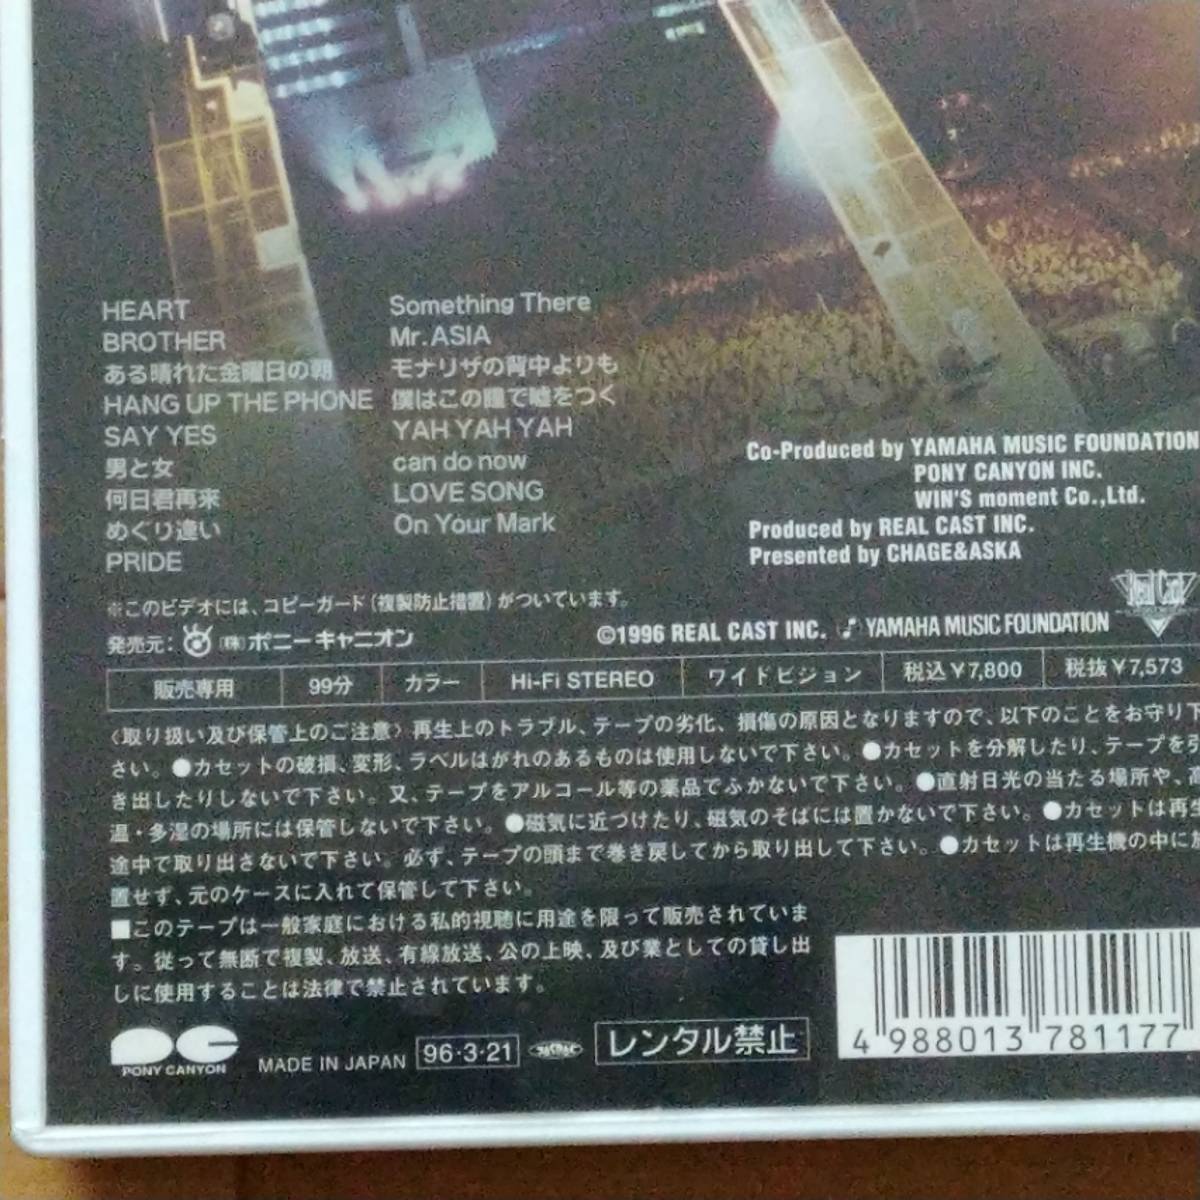 HEART
BROTHER
ある晴れた金曜日の朝
HANG UP THE PHONE
SAY YES
男と女
何日君再来
めぐり逢い
PRIDE
Something There
Mr.ASIA
モナリザの背中よりも
僕はこの瞳で嘘をつく
YAH YAH YAH
can do now
LOVE SONG
On Your Mark
Co-Produced by YAMAHA MUSIC FOUNDATION
PONY CANYON INC.
WIN'S moment Co.,Ltd.
Produced by REAL CAST INC.
Presented by CHAGE&ASKA
※このビデオには、コピーガード(複製防止措置)がついています。
発売元: (株)ポニーキャニオン
©1996 REAL CAST INC. YAMAHA MUSIC FOUNDATION
Real Cast
販売専用 99分 カラー Hi-Fi STEREO ワイドビジョン 税込¥7,800 税抜¥7,573
〈取り扱い及び保管上のご注意〉再生上のトラブル、テープの劣化、損傷の原因となりますので、以下のことをお守り下
さい。●カセットの破損、変形、ラベルはがれのあるものは使用しないで下さい。●カセットを分解したり、テープを引
き出したりしないで下さい。又、テープをアルコール等の薬品でふかないで下さい。●直射日光の当たる場所や、高
温・多湿の場所には保管しないで下さい。●磁気に近づけたり、磁気のそばには置かないで下さい。●カセットは再生
途中で取り出さないで下さい。必ず、テープの頭まで巻き戻してから取り出して下さい。●カセットは再生機の中に放
置せず、元のケースに入れて保管して下さい。
■このテープは一般家庭における私的視聴に用途を限って販売されていま
す。従って無断で複製、放送、有線放送、公の上映、及び業としての貸し出
しに使用することは法律で禁止されています。
PONY CANYON
MADE IN JAPAN 96・3・21 レンタル禁止
4 988013 781177